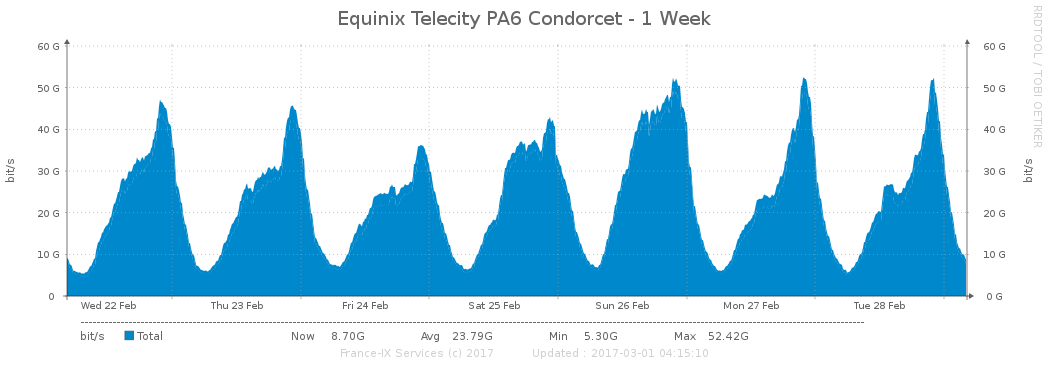 Equinix Telecity PA6 Condorcet - 1 Week
RRDTOOL / TOBI OETIKER
60 G 60 G
50 G 50 G
40 G 40 G
30 G 30 G
20 G 20 G
10 G 10 G
0 0 G
bit/s bit/s
Wed 22 Feb Thu 23 Feb Fri 24 Feb Sat 25 Feb Sun 26 Feb Mon 27 Feb Tue 28 Feb
bit/s Total Now 8.70G Avg 23.79G Min 5.30G Max 52.42G
France-IX Services (c) 2017 Updated : 2017-03-01 04:15:10